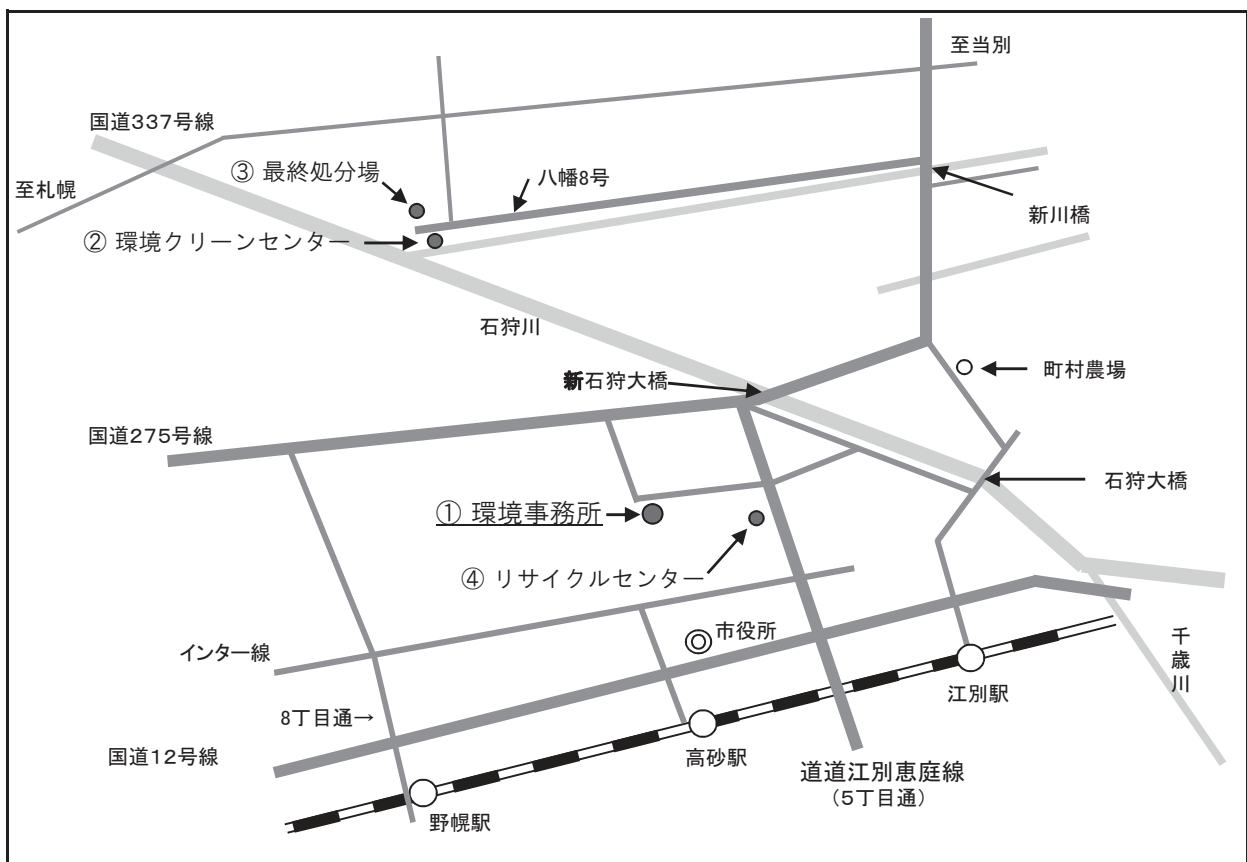 至当別
国道337号線
③ 最終処分場
八幡8号
至札幌
新川橋
② 環境クリーンセンター
石狩川
町村農場
新石狩大橋
国道275号線
石狩大橋
① 環境事務所
④ リサイクルセンター
市役所
千歳川
インター線
江別駅
8丁目通→
国道12号線
高砂駅
道道江別恵庭線
(5丁目通)
野幌駅